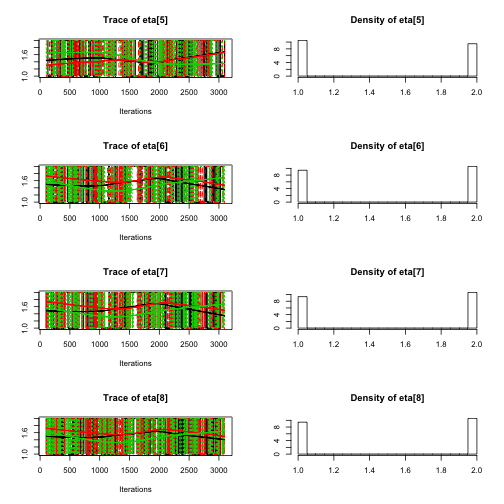 Trace of eta[5]
1.0 1.6
0 500 1000 1500 2000 2500 3000
Iterations
Density of eta[5]
0 4 8
1.0 1.2 1.4 1.6 1.8 2.0
Trace of eta[6]
1.0 1.6
0 500 1000 1500 2000 2500 3000
Iterations
Density of eta[6]
0 4 8
1.0 1.2 1.4 1.6 1.8 2.0
Trace of eta[7]
1.0 1.6
0 500 1000 1500 2000 2500 3000
Iterations
Density of eta[7]
0 4 8
1.0 1.2 1.4 1.6 1.8 2.0
Trace of eta[8]
1.0 1.6
0 500 1000 1500 2000 2500 3000
Iterations
Density of eta[8]
0 4 8
1.0 1.2 1.4 1.6 1.8 2.0